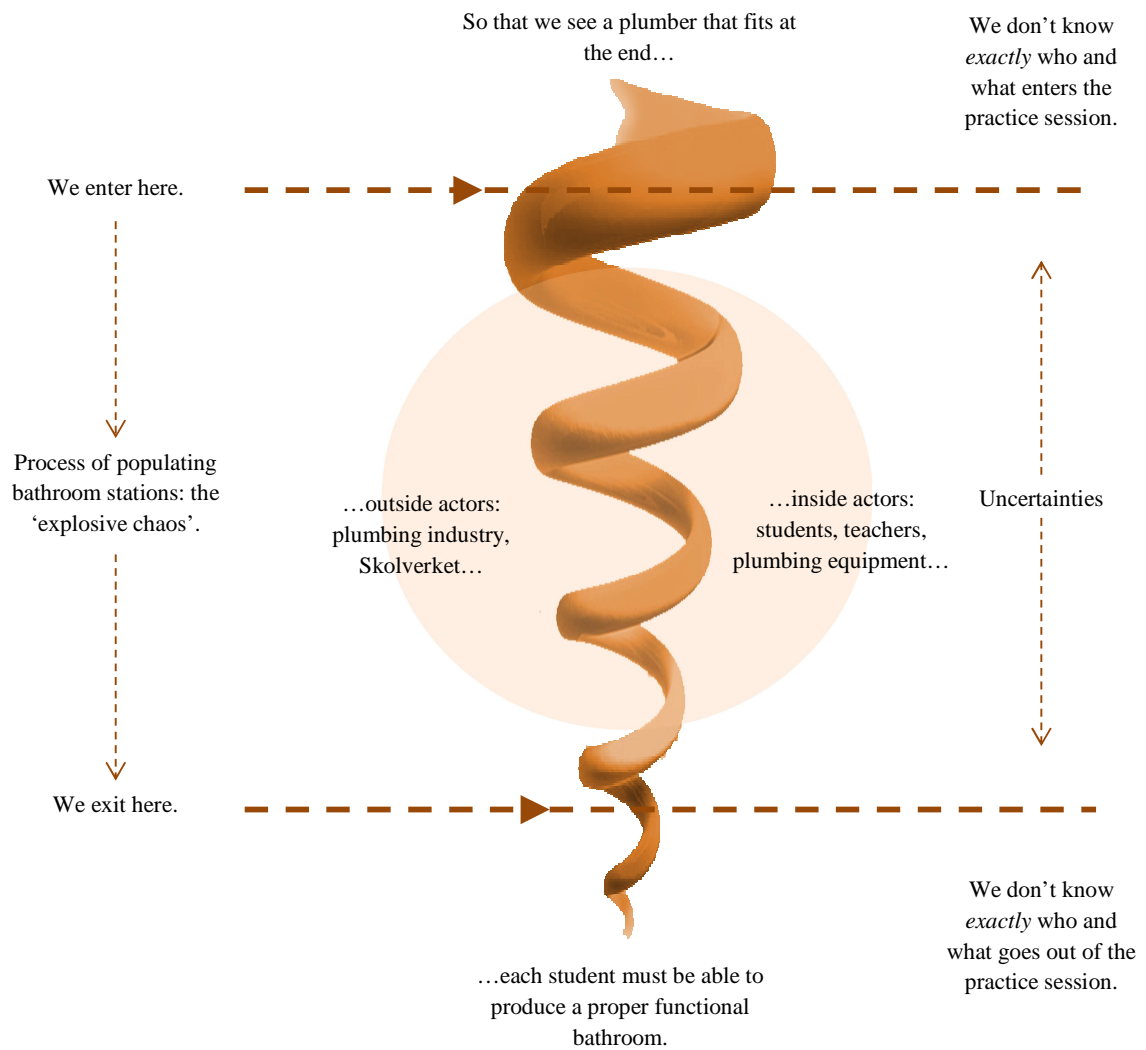 So that we see a plumber that fits at
the end…
We don’t know
exactly who and
what enters the
practice session.
We enter here.
Process of populating
bathroom stations: the
‘explosive chaos’.
…outside actors:
plumbing industry,
Skolverket…
…inside actors:
students, teachers,
plumbing equipment…
Uncertainties
We exit here.
We don’t know
exactly who and
what goes out of the
practice session.
…each student must be able to
produce a proper functional
bathroom.